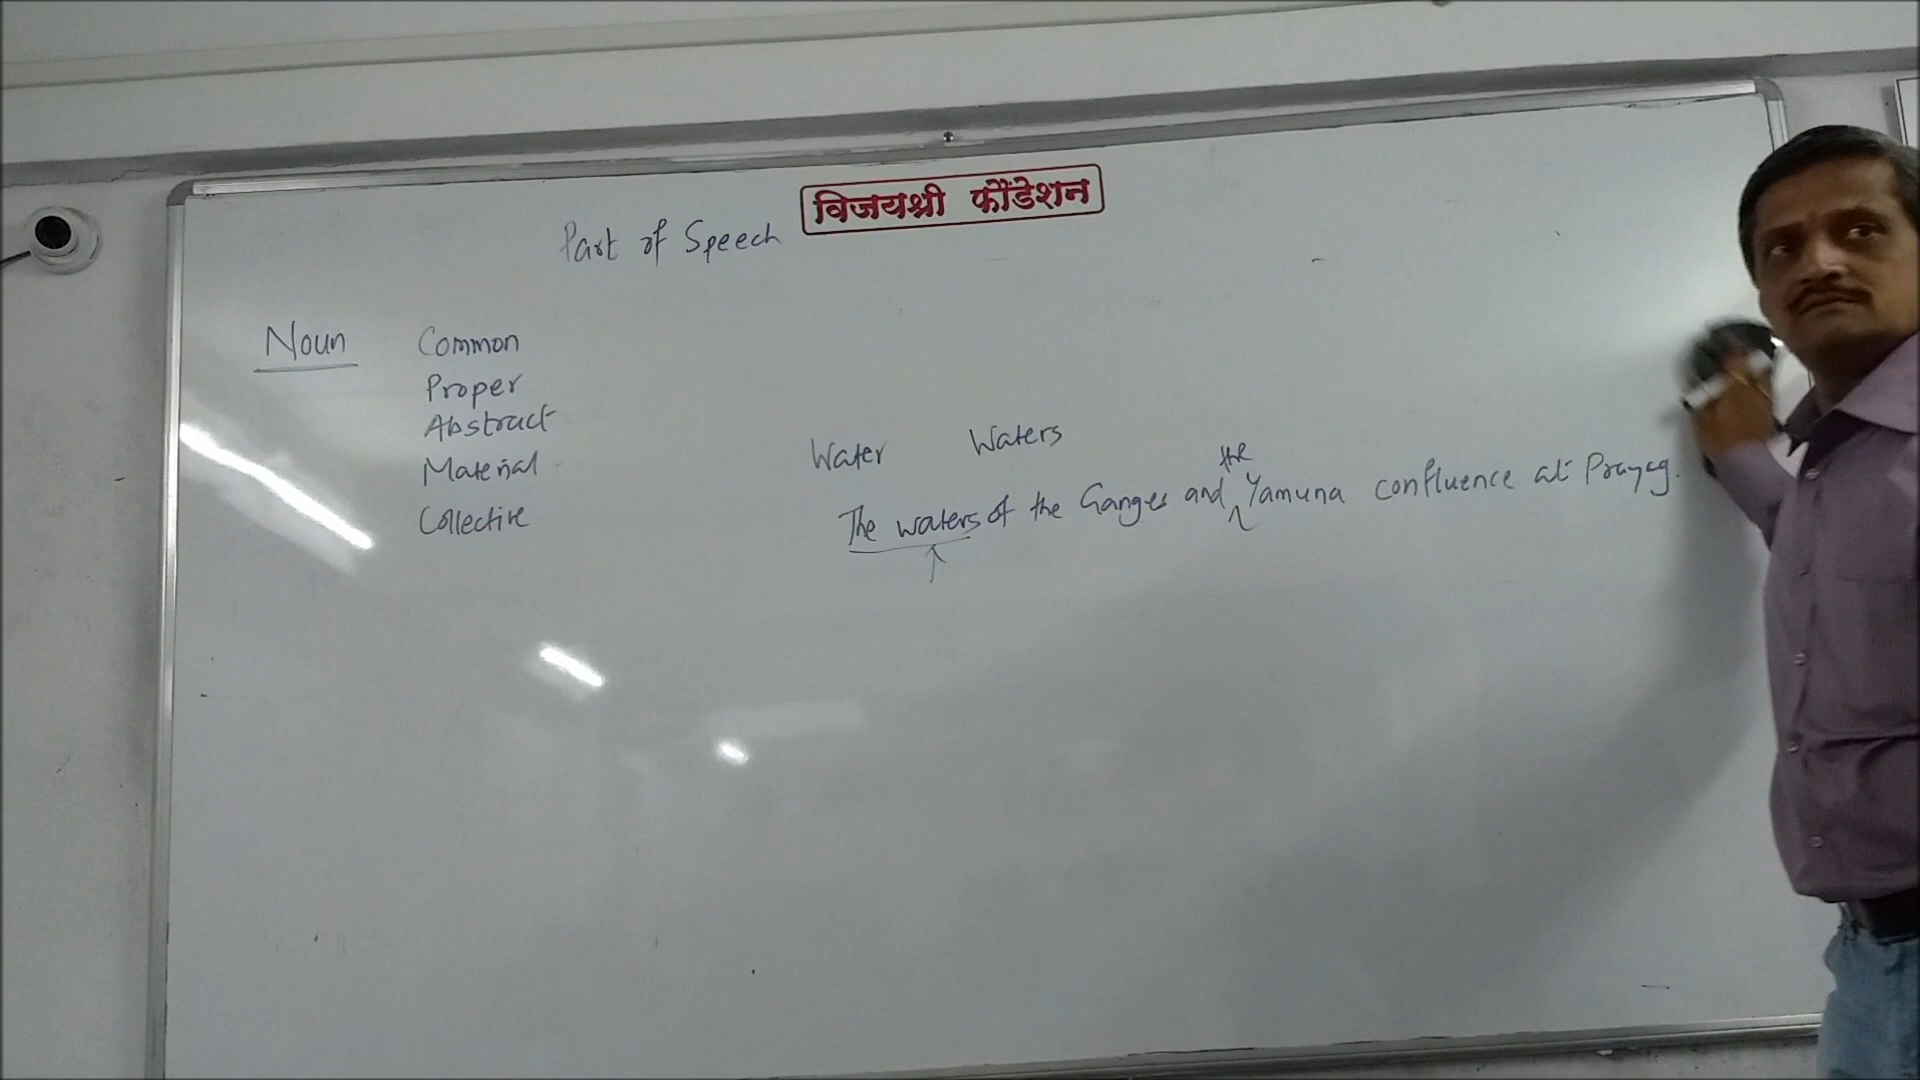 विजयश्री फौंडेशन
Part of Speech
Noun
Common
Proper
Abstract
Material
Collective
Water Waters
The waters of the Ganges and the Yamuna confluence at Prayag.